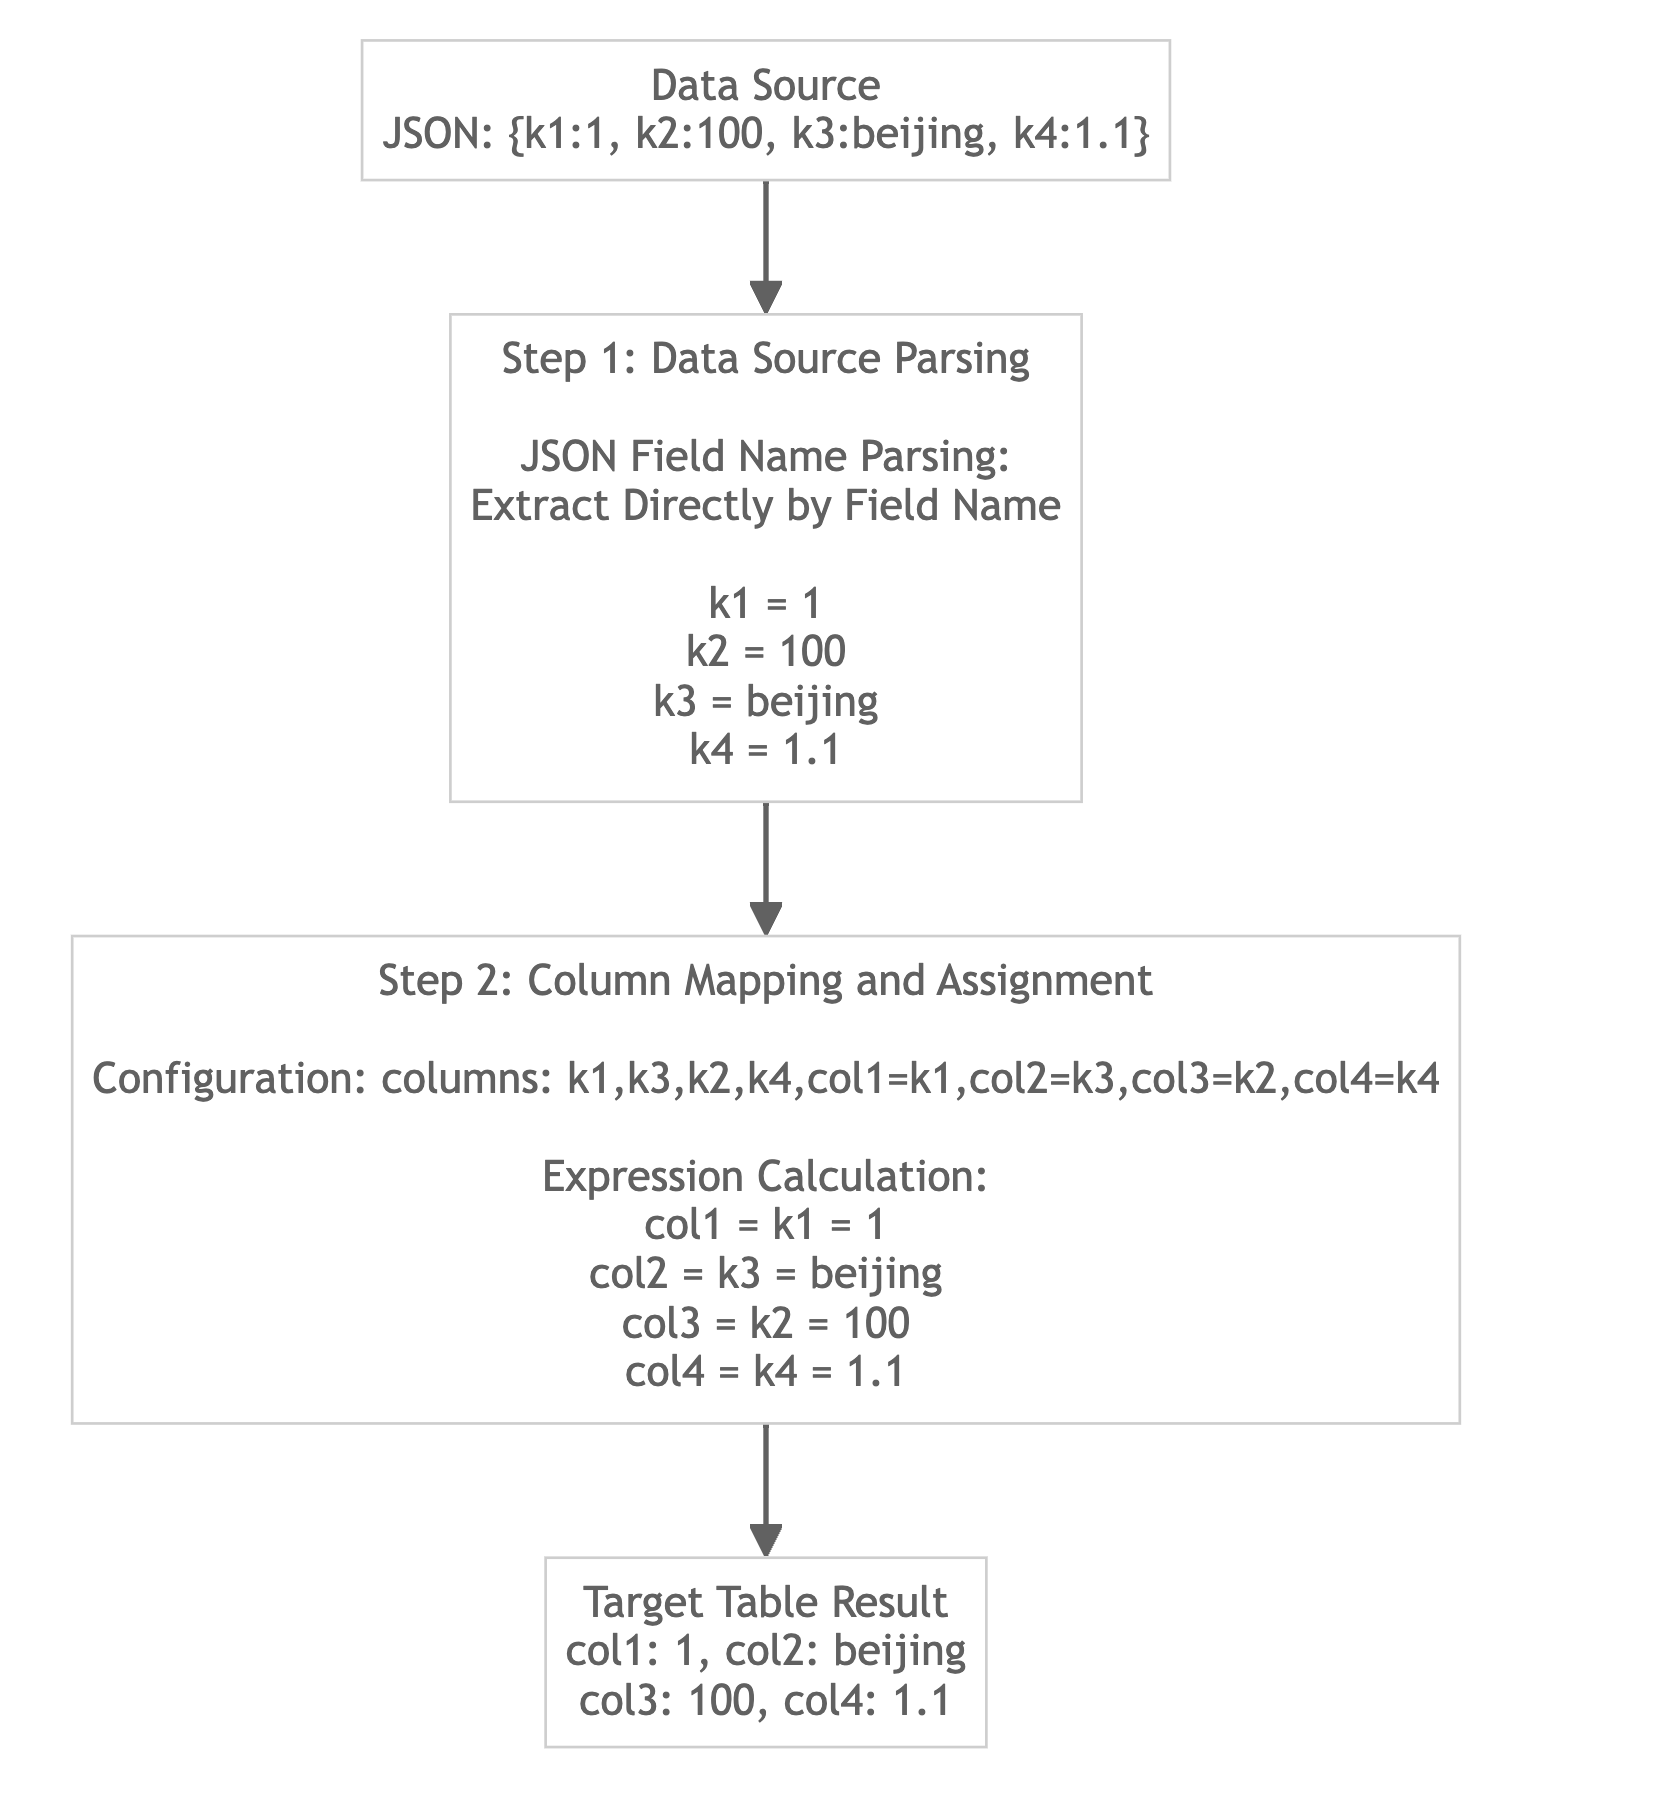 Data Source
JSON: {k1:1, k2:100, k3:beijing, k4:1.1}
Step 1: Data Source Parsing
JSON Field Name Parsing:
Extract Directly by Field Name
k1 = 1
k2 = 100
k3 = beijing
k4 = 1.1
Step 2: Column Mapping and Assignment
Configuration: columns: k1,k3,k2,k4,col1=k1,col2=k3,col3=k2,col4=k4
Expression Calculation:
col1 = k1 = 1
col2 = k3 = beijing
col3 = k2 = 100
col4 = k4 = 1.1
Target Table Result
col1: 1, col2: beijing
col3: 100, col4: 1.1